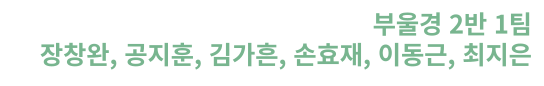 부울경 2반 1팀
장창완, 공지훈, 김가흔, 손효재, 이동근, 최지은